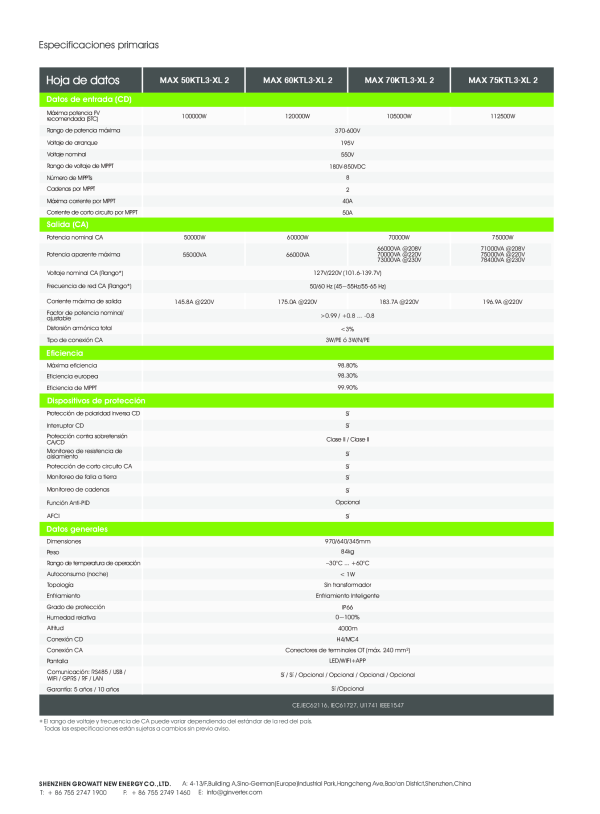 Especificaciones primarias
Hoja de datos MAX 50KTL3-XL 2 MAX 60KTL3-XL 2 MAX 70KTL3-XL 2 MAX 75KTL3-XL 2
Datos de entrada (CD)
Máxima potencia FV
recomendada (STC) 100000W 120000W 105000W 112500W
Rango de potencia máxima 370-600V
Voltaje de arranque 195V
Voltaje nominal 550V
Rango de voltaje de MPPT 180V-850VDC
Número de MPPTs 8
Cadenas por MPPT 2
Máxima corriente por MPPT 40A
Corriente de corto circuito por MPPT 50A
Salida (CA)
Potencia nominal CA 50000W 60000W 70000W 75000W
Potencia aparente máxima 55000VA 66000VA
66000VA @208V 71000VA @208V
70000VA @220V 75000VA @220V
73000VA @230V 78400VA @230V
Voltaje nominal CA (Rango*) 127V/220V (101.6-139.7V)
Frecuencia de red CA (Rango*) 50/60 Hz (45—55Hz/55-65 Hz)
Corriente máxima de salida 145.8A @220V 175.0A @220V 183.7A @220V 196.9A @220V
Factor de potencia nominal/
ajustable >0.99 / +0.8 ... -0.8
Distorsión armónica total <3%
Tipo de conexión CA 3W/PE ó 3W/N/PE
Eficiencia
Máxima eficiencia 98.80%
Eficiencia europea 98.30%
Eficiencia de MPPT 99.90%
Dispositivos de protección
Protección de polaridad inversa CD Sí
Interruptor CD Sí
Protección contra sobretensión
CA/CD Clase II / Clase II
Monitoreo de resistencia de
aislamiento Sí
Protección de corto circuito CA Sí
Monitoreo de falla a tierra Sí
Monitoreo de cadenas Sí
Función Anti-PID Opcional
AFCI Sí
Datos generales
Dimensiones 970/640/345mm
Peso 84kg
Rango de temperatura de operación –30°C ... +60°C
Autoconsumo (noche) < 1W
Topología Sin transformador
Enfriamiento Enfriamiento Inteligente
Grado de protección IP66
Humedad relativa 0—100%
Altitud 4000m
Conexión CD H4/MC4
Conexión CA Conectores de terminales OT (máx. 240 mm²)
Pantalla LED/WIFI+APP
Comunicación: RS485 / USB /
WiFi / GPRS / RF / LAN Sí / Sí / Opcional / Opcional / Opcional / Opcional
Garantía: 5 años / 10 años Sí /Opcional
CE,IEC62116, IEC61727, Ul1741 IEEE1547
* El rango de voltaje y frecuencia de CA puede variar dependiendo del estándar de la red del país.
Todas las especificaciones están sujetas a cambios sin previo aviso.
SHENZHEN GROWATT NEW ENERGY CO.,LTD. A: 4-13/F,Building A,Sino-German(Europe)Industrial Park,Hangcheng Ave,Bao'an District,Shenzhen,China
T: + 86 755 2747 1900 F: + 86 755 2749 1460 E: info@ginverter.com